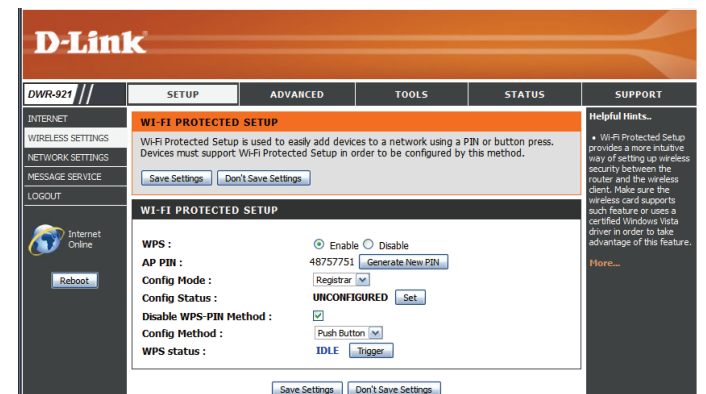 D-Link
DWR-921 // SETUP ADVANCED TOOLS STATUS SUPPORT
INTERNET
WIRELESS SETTINGS
NETWORK SETTINGS
MESSAGE SERVICE
LOGOUT
Internet
Online
Reboot
WI-FI PROTECTED SETUP
Wi-Fi Protected Setup is used to easily add devices to a network using a PIN or button press.
Devices must support Wi-Fi Protected Setup in order to be configured by this method.
Save Settings Don't Save Settings
WI-FI PROTECTED SETUP
WPS : Enable Disable
AP PIN : 48757751 Generate New PIN
Config Mode : Registrar
Config Status : UNCONFIGURED Set
Disable WPS-PIN Method :
Config Method : Push Button
WPS status : IDLE Trigger
Save Settings Don't Save Settings
Helpful Hints..
• Wi-Fi Protected Setup
provides a more intuitive
way of setting up wireless
security between the
router and the wireless
client. Make sure the
wireless card supports
such feature or uses a
certified Windows Vista
driver in order to take
advantage of this feature.
More...